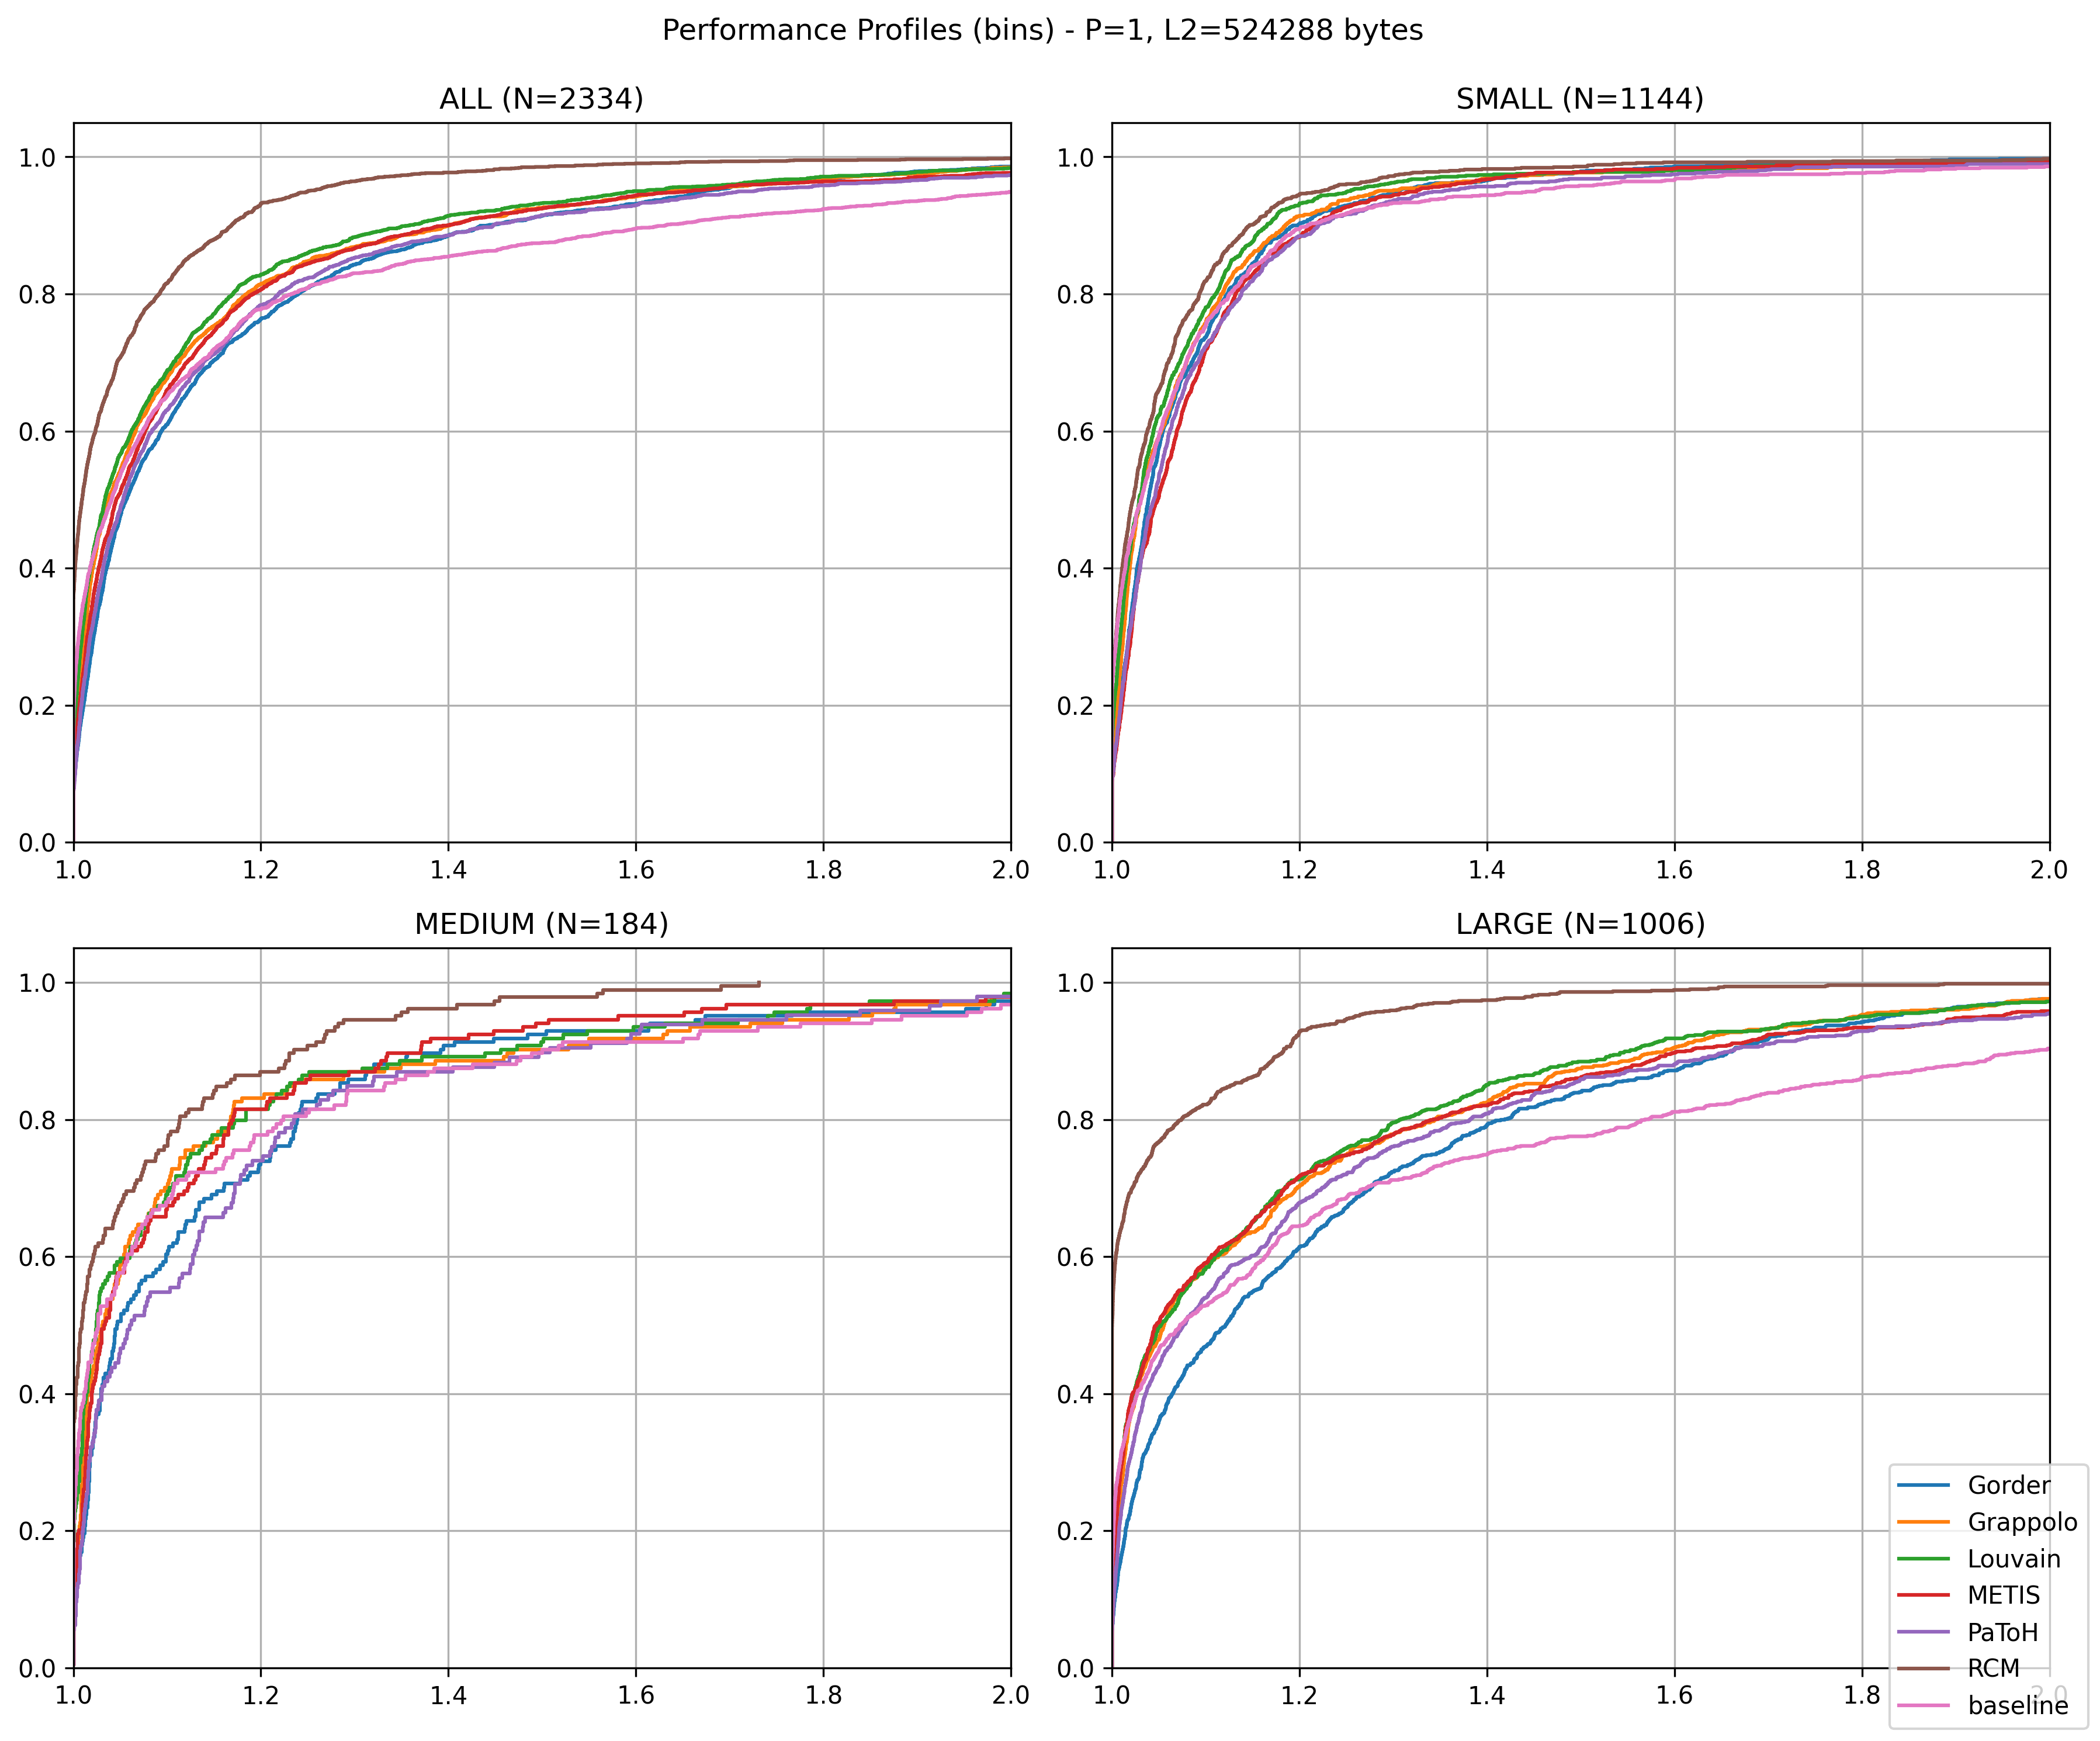 Performance Profiles (bins) - P=1, L2=524288 bytes
ALL (N=2334)
1.0
0.8
0.6
0.4
0.2
0.0
1.0 1.2 1.4 1.6 1.8 2.0
SMALL (N=1144)
1.0
0.8
0.6
0.4
0.2
0.0
1.0 1.2 1.4 1.6 1.8 2.0
MEDIUM (N=184)
1.0
0.8
0.6
0.4
0.2
0.0
1.0 1.2 1.4 1.6 1.8 2.0
LARGE (N=1006)
1.0
0.8
0.6
0.4
0.2
0.0
1.0 1.2 1.4 1.6 1.8 2.0
Gorder
Grappolo
Louvain
METIS
PaToH
RCM
baseline